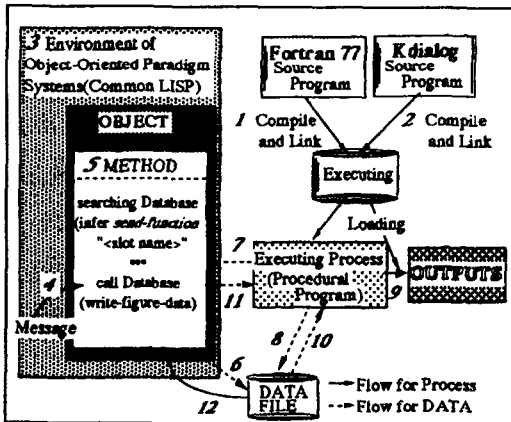 3 Environment of
Object-Oriented Paradigm
Systems(Common LISP)
OBJECT
5 METHOD
searching Database
(infer send-function
"<slot name>"
"""
call Database
(write-figure-data)
4
Message
Fortran 77
Source
Program
Kdialog
Source
Program
1 Compile
and Link
2 Compile
and Link
Executing
Loading
7
Executing Process
(Procedural
Program)
11
9
OUTPUTS
8
10
6
12
DATA
FILE
Flow for Process
Flow for DATA